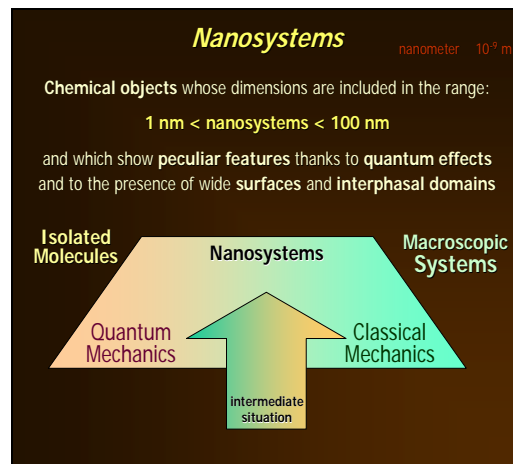 Nanosystems
nanometer 10⁻⁹ m
Chemical objects whose dimensions are included in the range:
1 nm < nanosystems < 100 nm
and which show peculiar features thanks to quantum effects
and to the presence of wide surfaces and interphasal domains
Isolated
Molecules
Nanosystems
Macroscopic
Systems
Quantum
Mechanics
Classical
Mechanics
intermediate
situation